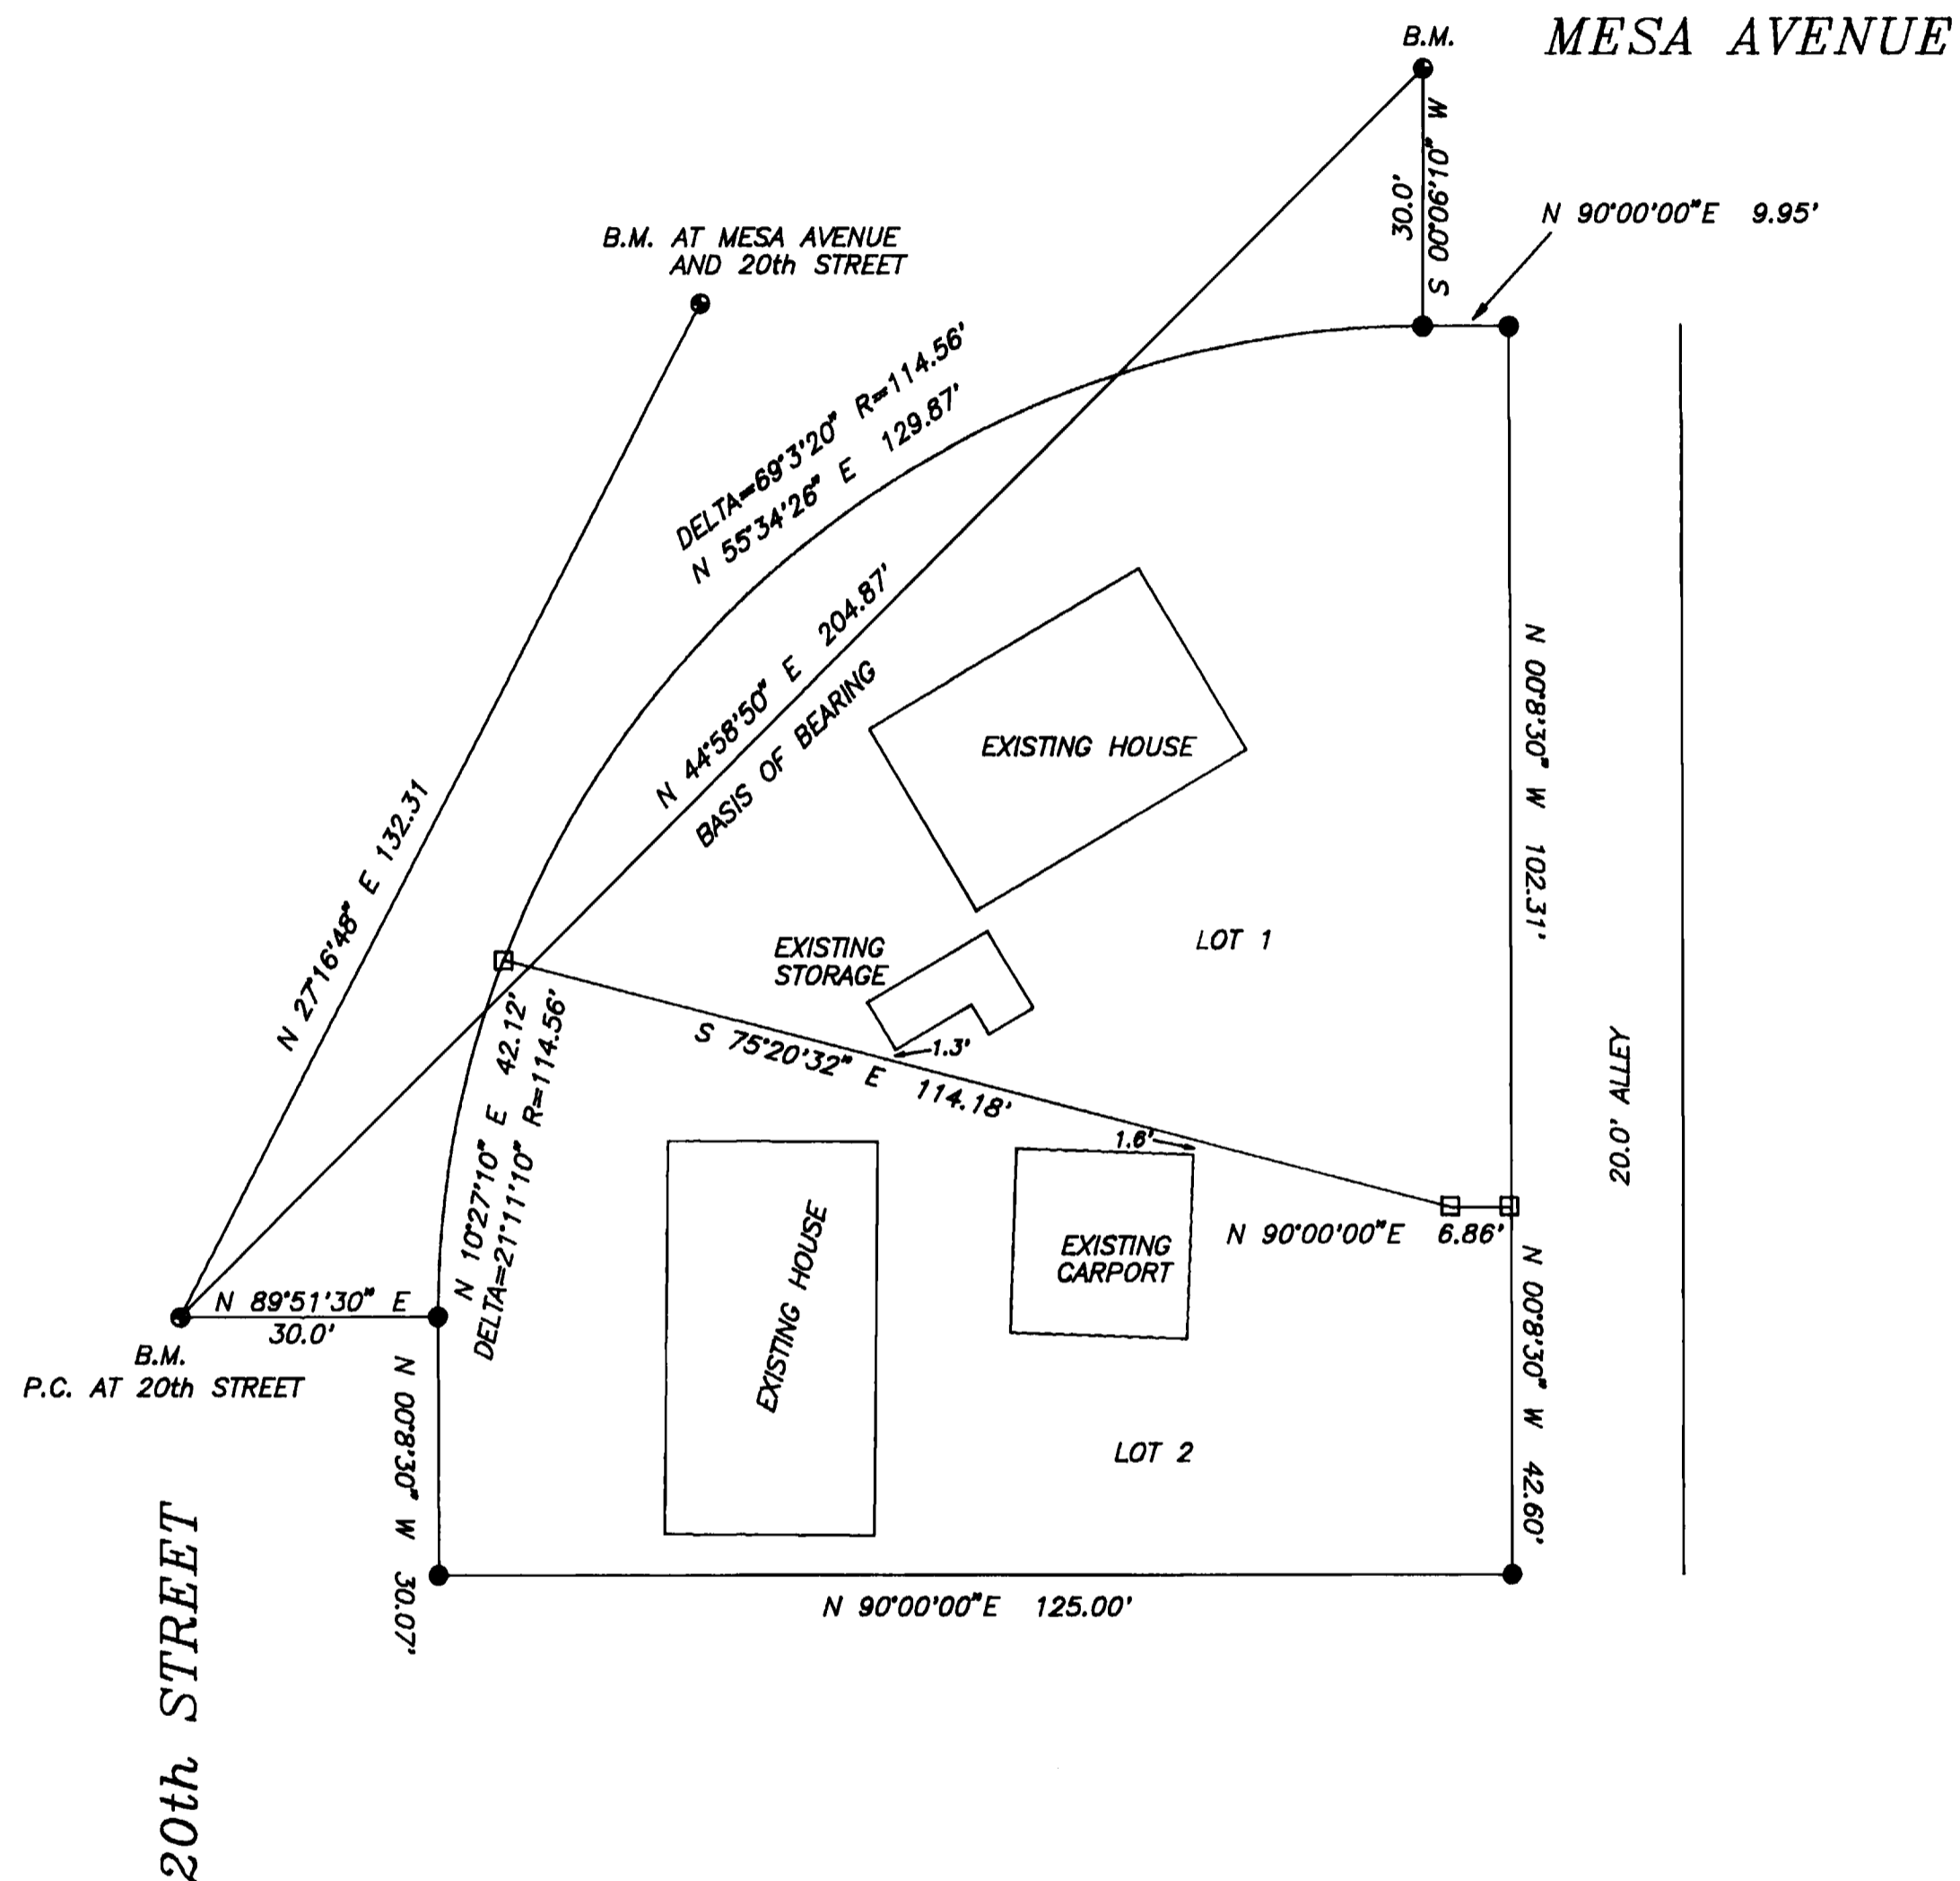 B.M.
MESA AVENUE
30.0'
S 00°06'10" W
N 90°00'00"E 9.95'
B.M. AT MESA AVENUE
AND 20th STREET
DELTA=69°3'20" R=114.56'
N 55°34'26" E 129.87'
N 44°58'50" E 204.87'
BASIS OF BEARING
N 27°16'48" E 132.31
EXISTING HOUSE
N 00°8'30" W 102.31'
LOT 1
EXISTING
STORAGE
1.3'
S 75°20'32" E 114.18'
20.0' ALLEY
N 10°27'10" E 42.12'
DELTA=21°11'10" R=114.56'
1.6'
N 90°00'00"E 6.86'
EXISTING
CARPORT
EXISTING HOUSE
N 89°51'30" E
30.0'
B.M.
P.C. AT 20th STREET
N 00°8'30" W 30.07'
N 00°8'30" W 42.60'
LOT 2
N 90°00'00"E 125.00'
20th STREET